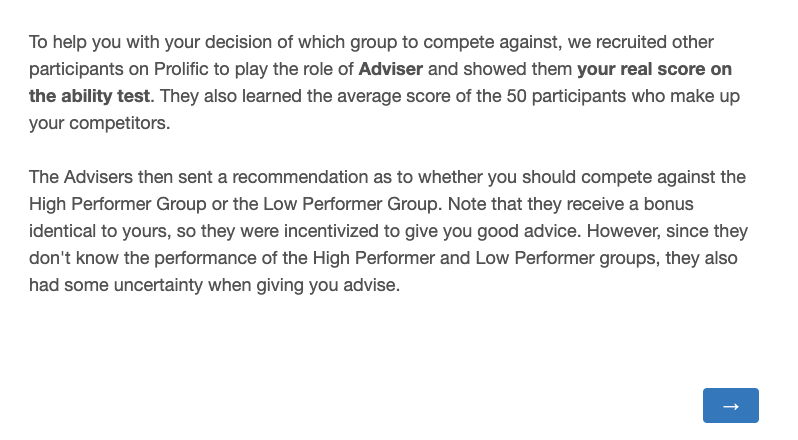 To help you with your decision of which group to compete against, we recruited other
participants on Prolific to play the role of Adviser and showed them your real score on
the ability test. They also learned the average score of the 50 participants who make up
your competitors.
The Advisers then sent a recommendation as to whether you should compete against the
High Performer Group or the Low Performer Group. Note that they receive a bonus
identical to yours, so they were incentivized to give you good advice. However, since they
don't know the performance of the High Performer and Low Performer groups, they also
had some uncertainty when giving you advise.
→